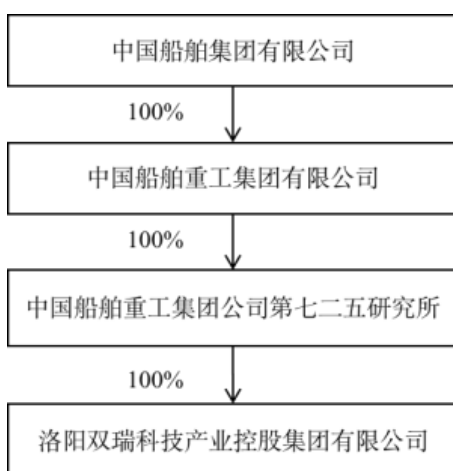 中国船舶集团有限公司
100%
中国船舶重工集团有限公司
100%
中国船舶重工集团公司第七二五研究所
100%
洛阳双瑞科技产业控股集团有限公司